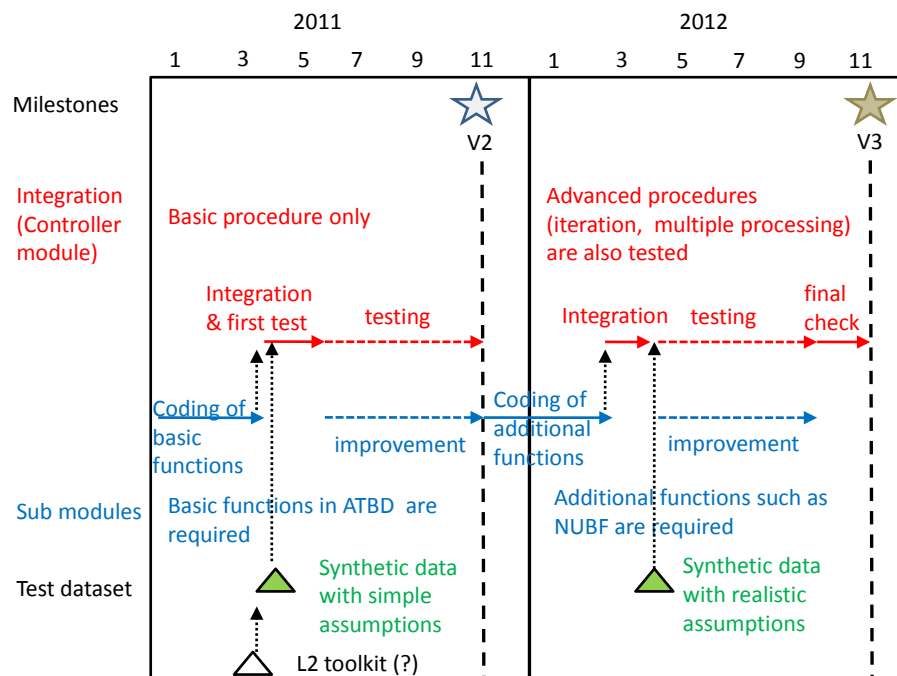 2011
2012
1 3 5 7 9 11
1 3 5 7 9 11
Milestones
V2
V3
Integration
(Controller
module)
Basic procedure only
Advanced procedures
(iteration, multiple processing)
are also tested
Integration
& first test
testing
Integration
testing
final
check
Coding of
basic
functions
improvement
Coding of
additional
functions
improvement
Sub modules
Basic functions in ATBD are
required
Additional functions such as
NUBF are required
Test dataset
Synthetic data
with simple
assumptions
Synthetic data
with realistic
assumptions
L2 toolkit (?)